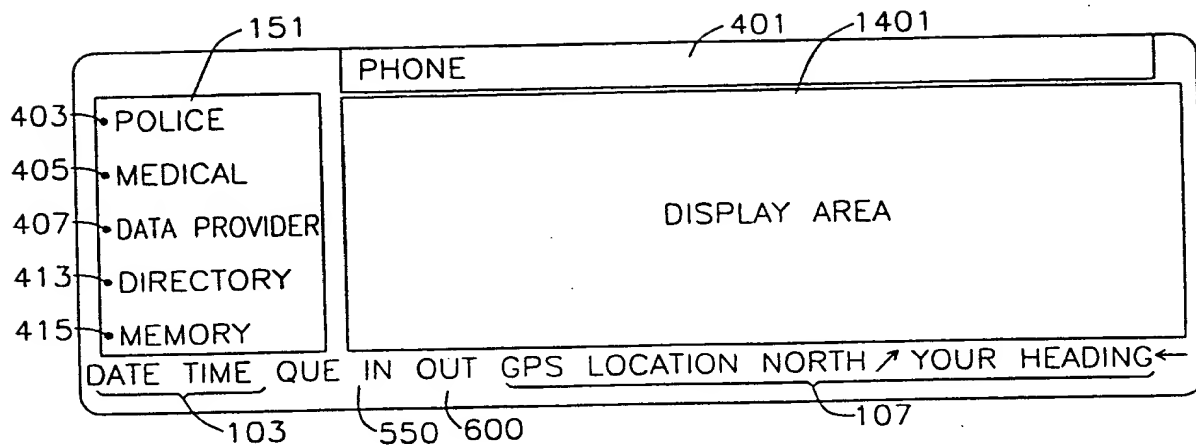 151
401
1401
PHONE
403 • POLICE
405 • MEDICAL
407 • DATA PROVIDER
413 • DIRECTORY
415 • MEMORY
DISPLAY AREA
DATE TIME QUE IN OUT GPS LOCATION NORTH ↗ YOUR HEADING ←
103
550
600
107